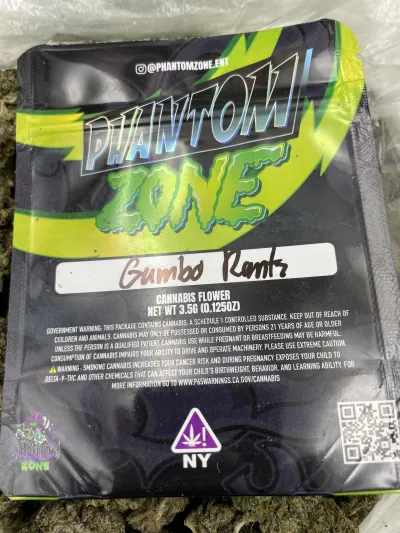 @PHANTOMZONE.ENT
PHANTOM
ZONE
Gumbo Runtz
CANNABIS FLOWER
NET WT 3.5G (0.125OZ)
GOVERNMENT WARNING: THIS PACKAGE CONTAINS CANNABIS, A SCHEDULE 1 CONTROLLED SUBSTANCE. KEEP OUT OF REACH OF
CHILDREN AND ANIMALS. CANNABIS MAY ONLY BE POSSESSED OR CONSUMED BY PERSONS 21 YEARS OF AGE OR OLDER
UNLESS THE PERSON IS A QUALIFIED PATIENT. CANNABIS USE WHILE PREGNANT OR BREASTFEEDING MAY BE HARMFUL.
CONSUMPTION OF CANNABIS IMPAIRS YOUR ABILITY TO DRIVE AND OPERATE MACHINERY. PLEASE USE EXTREME CAUTION.
WARNING - SMOKING CANNABIS INCREASES YOUR CANCER RISK AND DURING PREGNANCY EXPOSES YOUR CHILD TO
DELTA-9-THC AND OTHER CHEMICALS THAT CAN AFFECT YOUR CHILD'S BIRTHWEIGHT, BEHAVIOR, AND LEARNING ABILITY. FOR
MORE INFORMATION GO TO WWW.P65WARNINGS.CA.GOV/CANNABIS
ZONE
!
NY